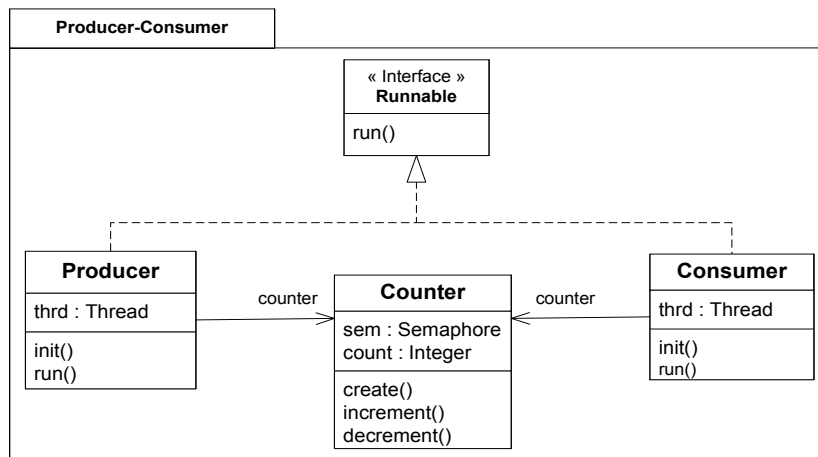 Producer-Consumer
« Interface »
Runnable
run()
Producer
thrd : Thread
init()
run()
counter
Counter
sem : Semaphore
count : Integer
create()
increment()
decrement()
counter
Consumer
thrd : Thread
init()
run()